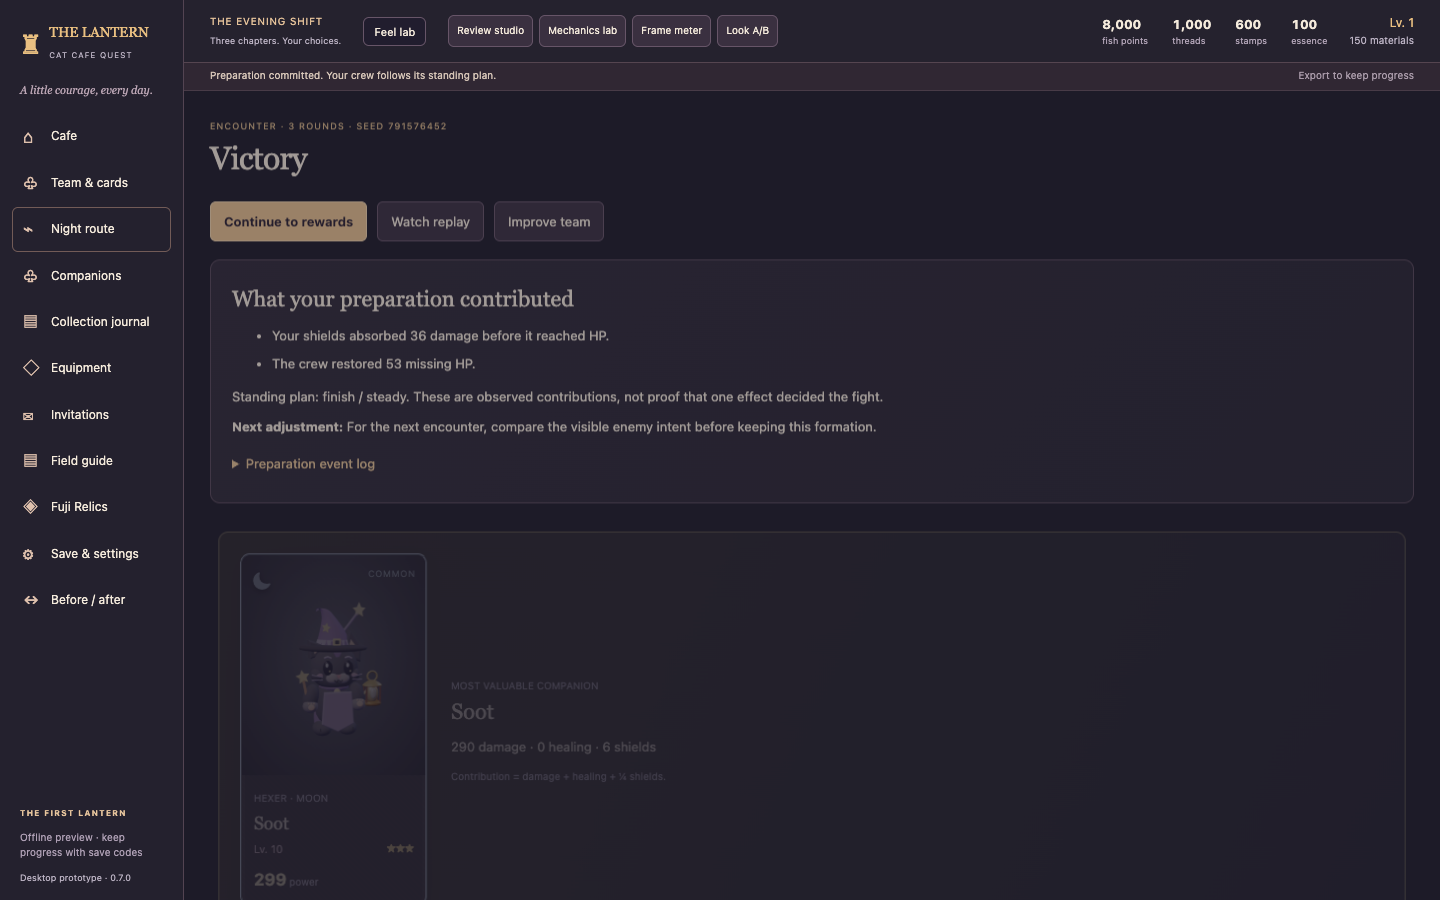 THE LANTERN
CAT CAFE QUEST
A little courage, every day.
Cafe
Team & cards
Night route
Companions
Collection journal
Equipment
Invitations
Field guide
Fuji Relics
Save & settings
Before / after
THE FIRST LANTERN
Offline preview · keep
progress with save codes
Desktop prototype · 0.7.0
THE EVENING SHIFT
Three chapters. Your choices.
Feel lab
Review studio
Mechanics lab
Frame meter
Look A/B
8,000
fish points
1,000
threads
600
stamps
100
essence
Lv. 1
150 materials
Preparation committed. Your crew follows its standing plan.
Export to keep progress
ENCOUNTER · 3 ROUNDS · SEED 791576452
Victory
Continue to rewards
Watch replay
Improve team
What your preparation contributed
• Your shields absorbed 36 damage before it reached HP.
• The crew restored 53 missing HP.
Standing plan: finish / steady. These are observed contributions, not proof that one effect decided the fight.
Next adjustment: For the next encounter, compare the visible enemy intent before keeping this formation.
Preparation event log
COMMON
HEXER · MOON
Soot
Lv. 10
299 power
MOST VALUABLE COMPANION
Soot
290 damage · 0 healing · 6 shields
Contribution = damage + healing + ¼ shields.